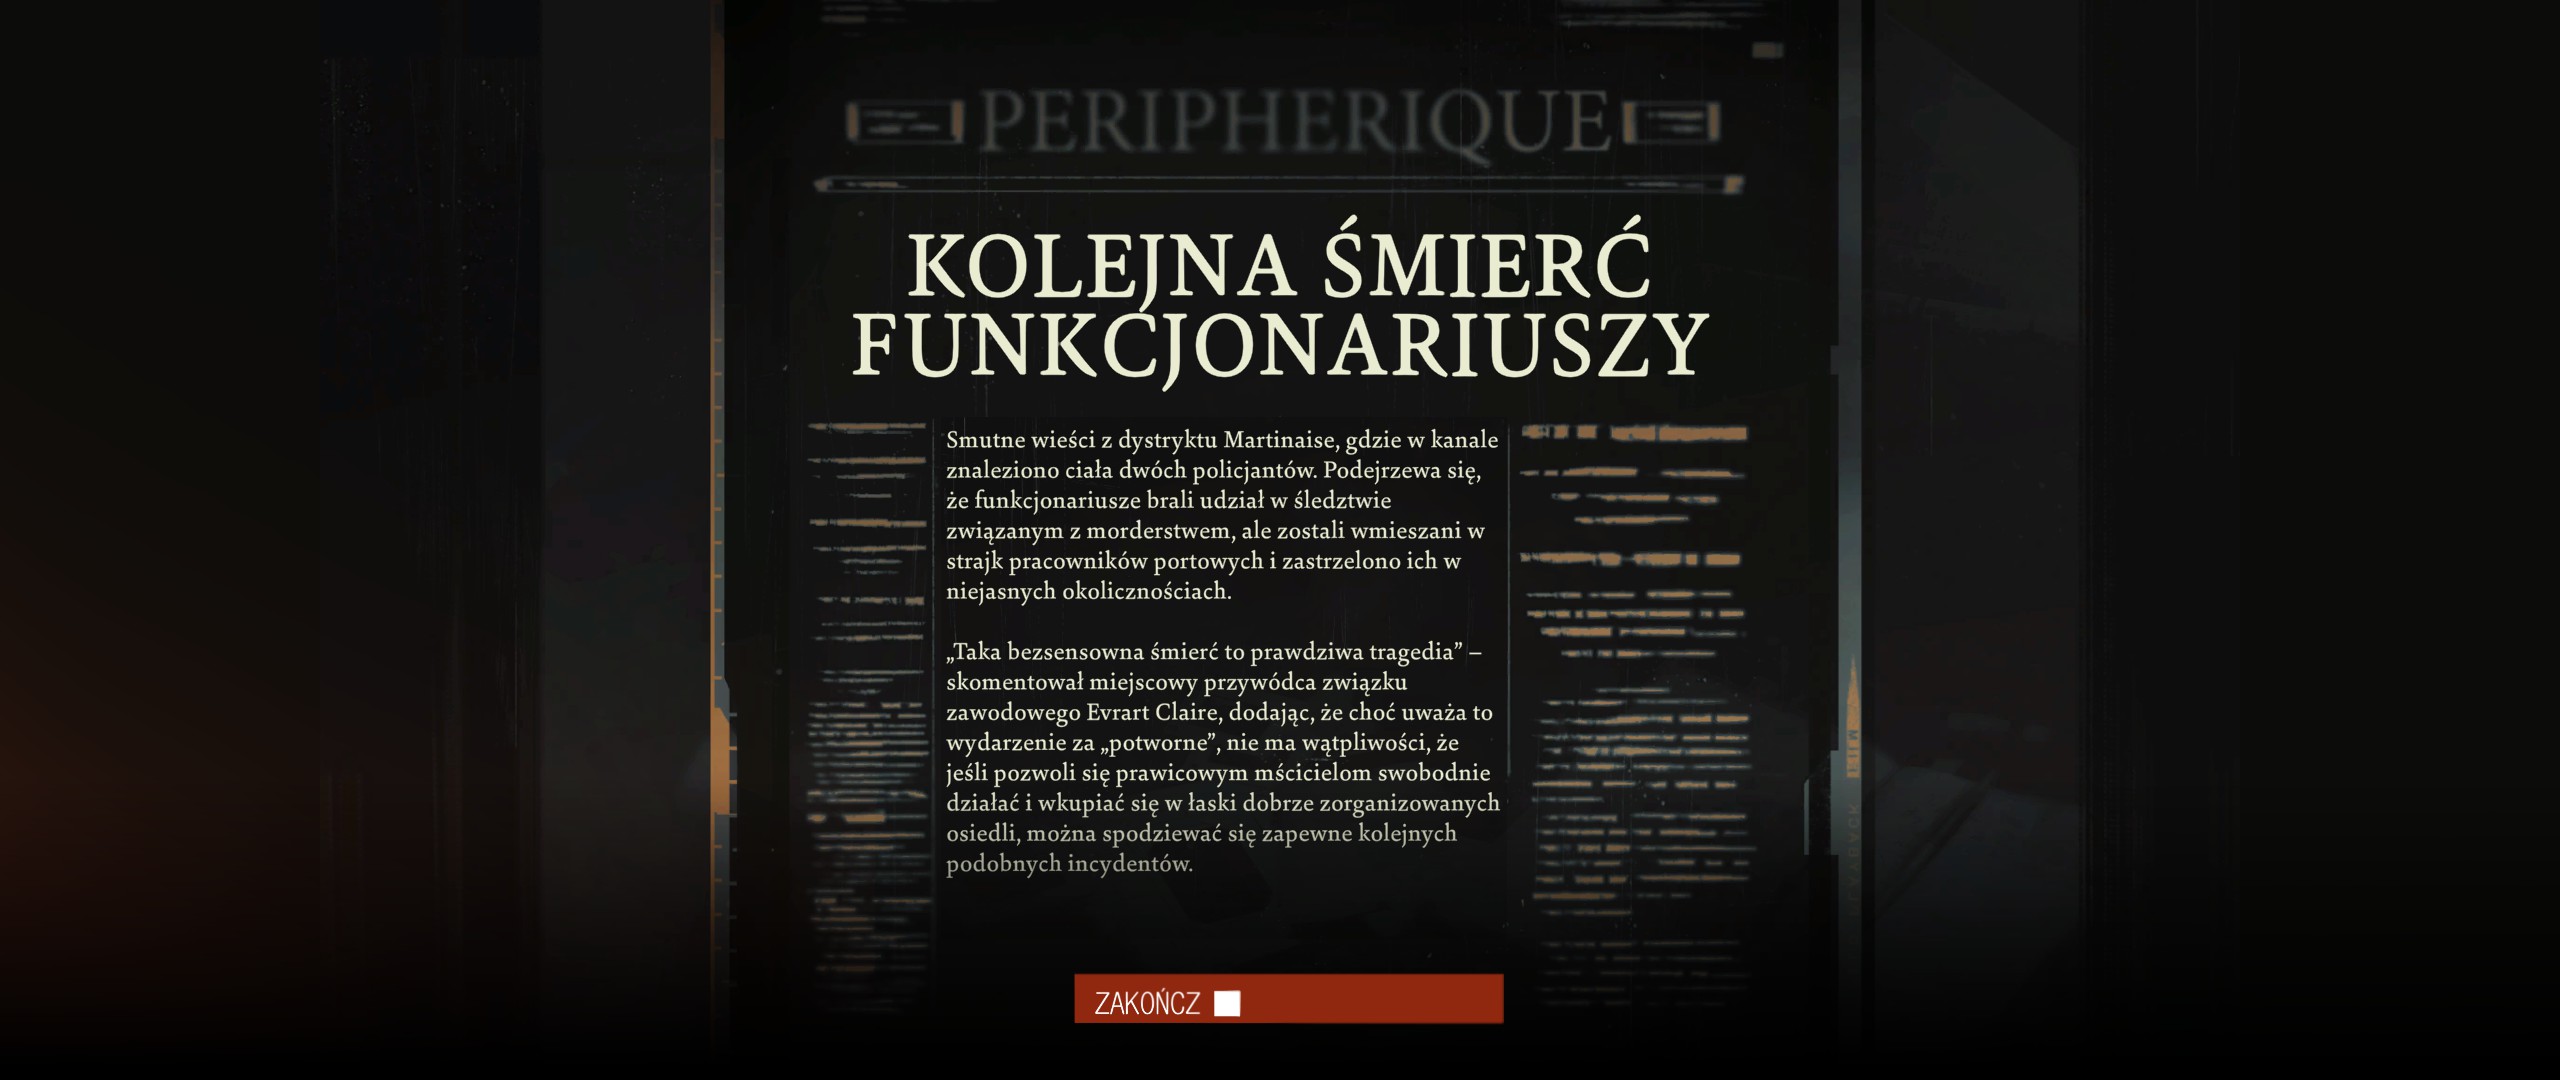 PERIPHERIQUE
KOLEJNA ŚMIERĆ
FUNKCJONARIUSZY
Smutne wieści z dystryktu Martinaise, gdzie w kanale
znaleziono ciała dwóch policjantów. Podejrzewa się,
że funkcjonariusze brali udział w śledztwie
związanym z morderstwem, ale zostali wmieszani w
strajk pracowników portowych i zastrzelono ich w
niejasnych okolicznościach.
„Taka bezsensowna śmierć to prawdziwa tragedia” –
skomentował miejscowy przywódca związku
zawodowego Evrart Claire, dodając, że choć uważa to
wydarzenie za „potworne”, nie ma wątpliwości, że
jeśli pozwoli się prawicowym mścicielom swobodnie
działać i wkupiać się w łaski dobrze zorganizowanych
osiedli, można spodziewać się zapewne kolejnych
podobnych incydentów.
ZAKOŃCZ